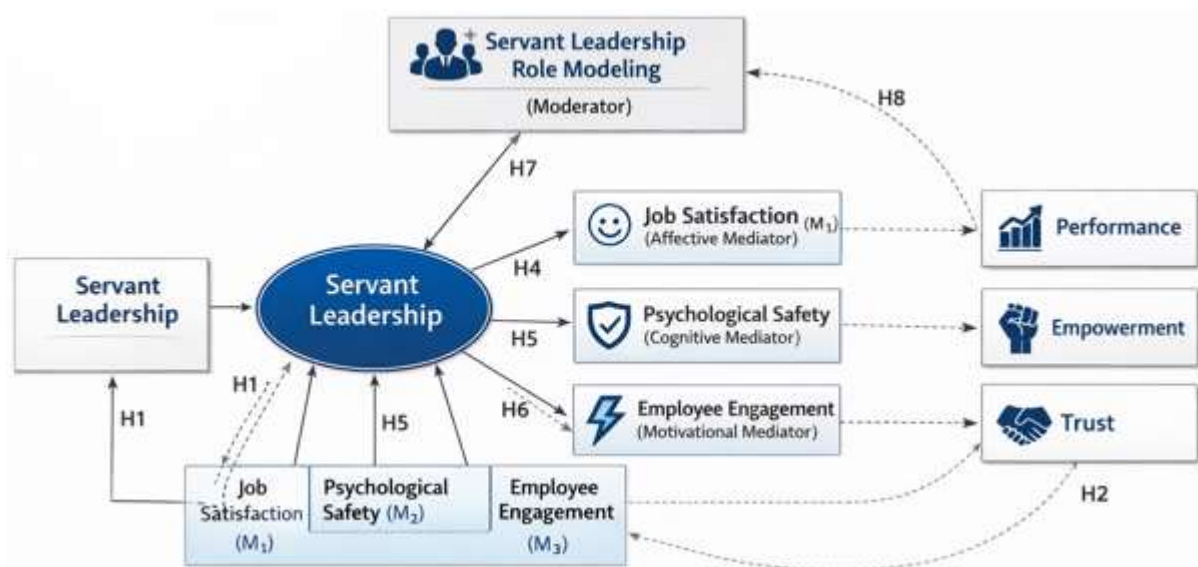 Servant Leadership
Role Modeling
(Moderator)
H8
H7
Job Satisfaction (M₁)
(Affective Mediator)
Performance
H4
Servant
Leadership
Servant
Leadership
Psychological Safety
(Cognitive Mediator)
Empowerment
H5
H1
H1
H5
H6
Employee Engagement
(Motivational Mediator)
Trust
H2
Job
Satisfaction
(M₁)
Psychological
Safety (M₂)
Employee
Engagement
(M₃)